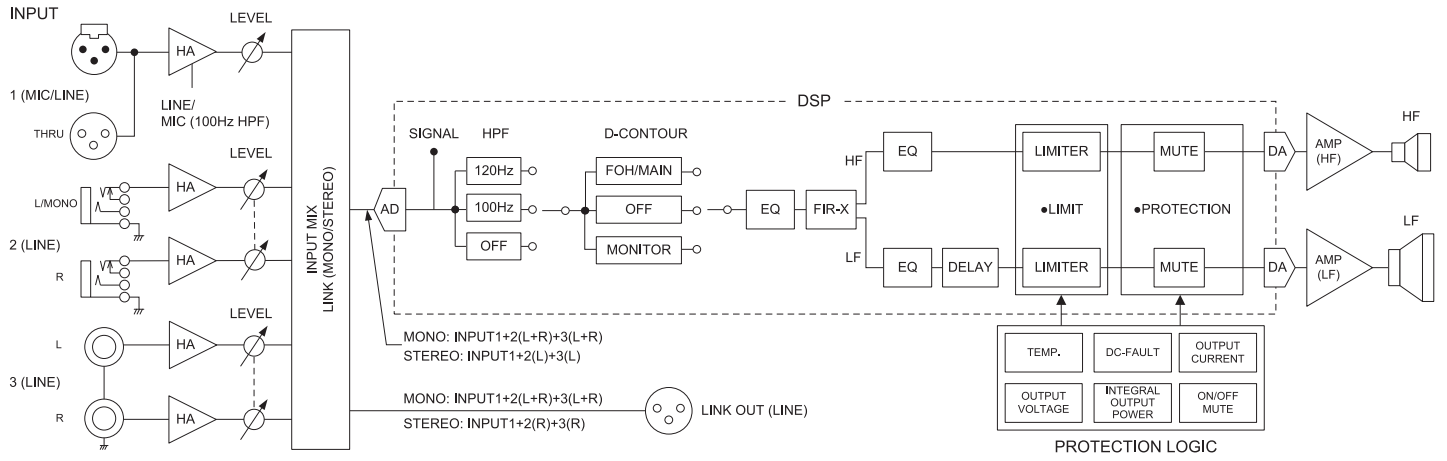 INPUT
1 (MIC/LINE)
THRU
HA
LEVEL
LINE/
MIC (100Hz HPF)
L/MONO
2 (LINE)
R
HA
HA
LEVEL
L
3 (LINE)
R
HA
HA
LEVEL
INPUT MIX
LINK (MONO/STEREO)
MONO: INPUT1+2(L+R)+3(L+R)
STEREO: INPUT1+2(L)+3(L)
MONO: INPUT1+2(L+R)+3(L+R)
STEREO: INPUT1+2(R)+3(R)
LINK OUT (LINE)
DSP
AD
SIGNAL
HPF
120Hz
100Hz
OFF
D-CONTOUR
FOH/MAIN
OFF
MONITOR
EQ
FIR-X
HF
EQ
LIMITER
MUTE
DA
AMP
(HF)
HF
●LIMIT
●PROTECTION
LF
EQ
DELAY
LIMITER
MUTE
DA
AMP
(LF)
LF
TEMP.
DC-FAULT
OUTPUT
CURRENT
OUTPUT
VOLTAGE
INTEGRAL
OUTPUT
POWER
ON/OFF
MUTE
PROTECTION LOGIC